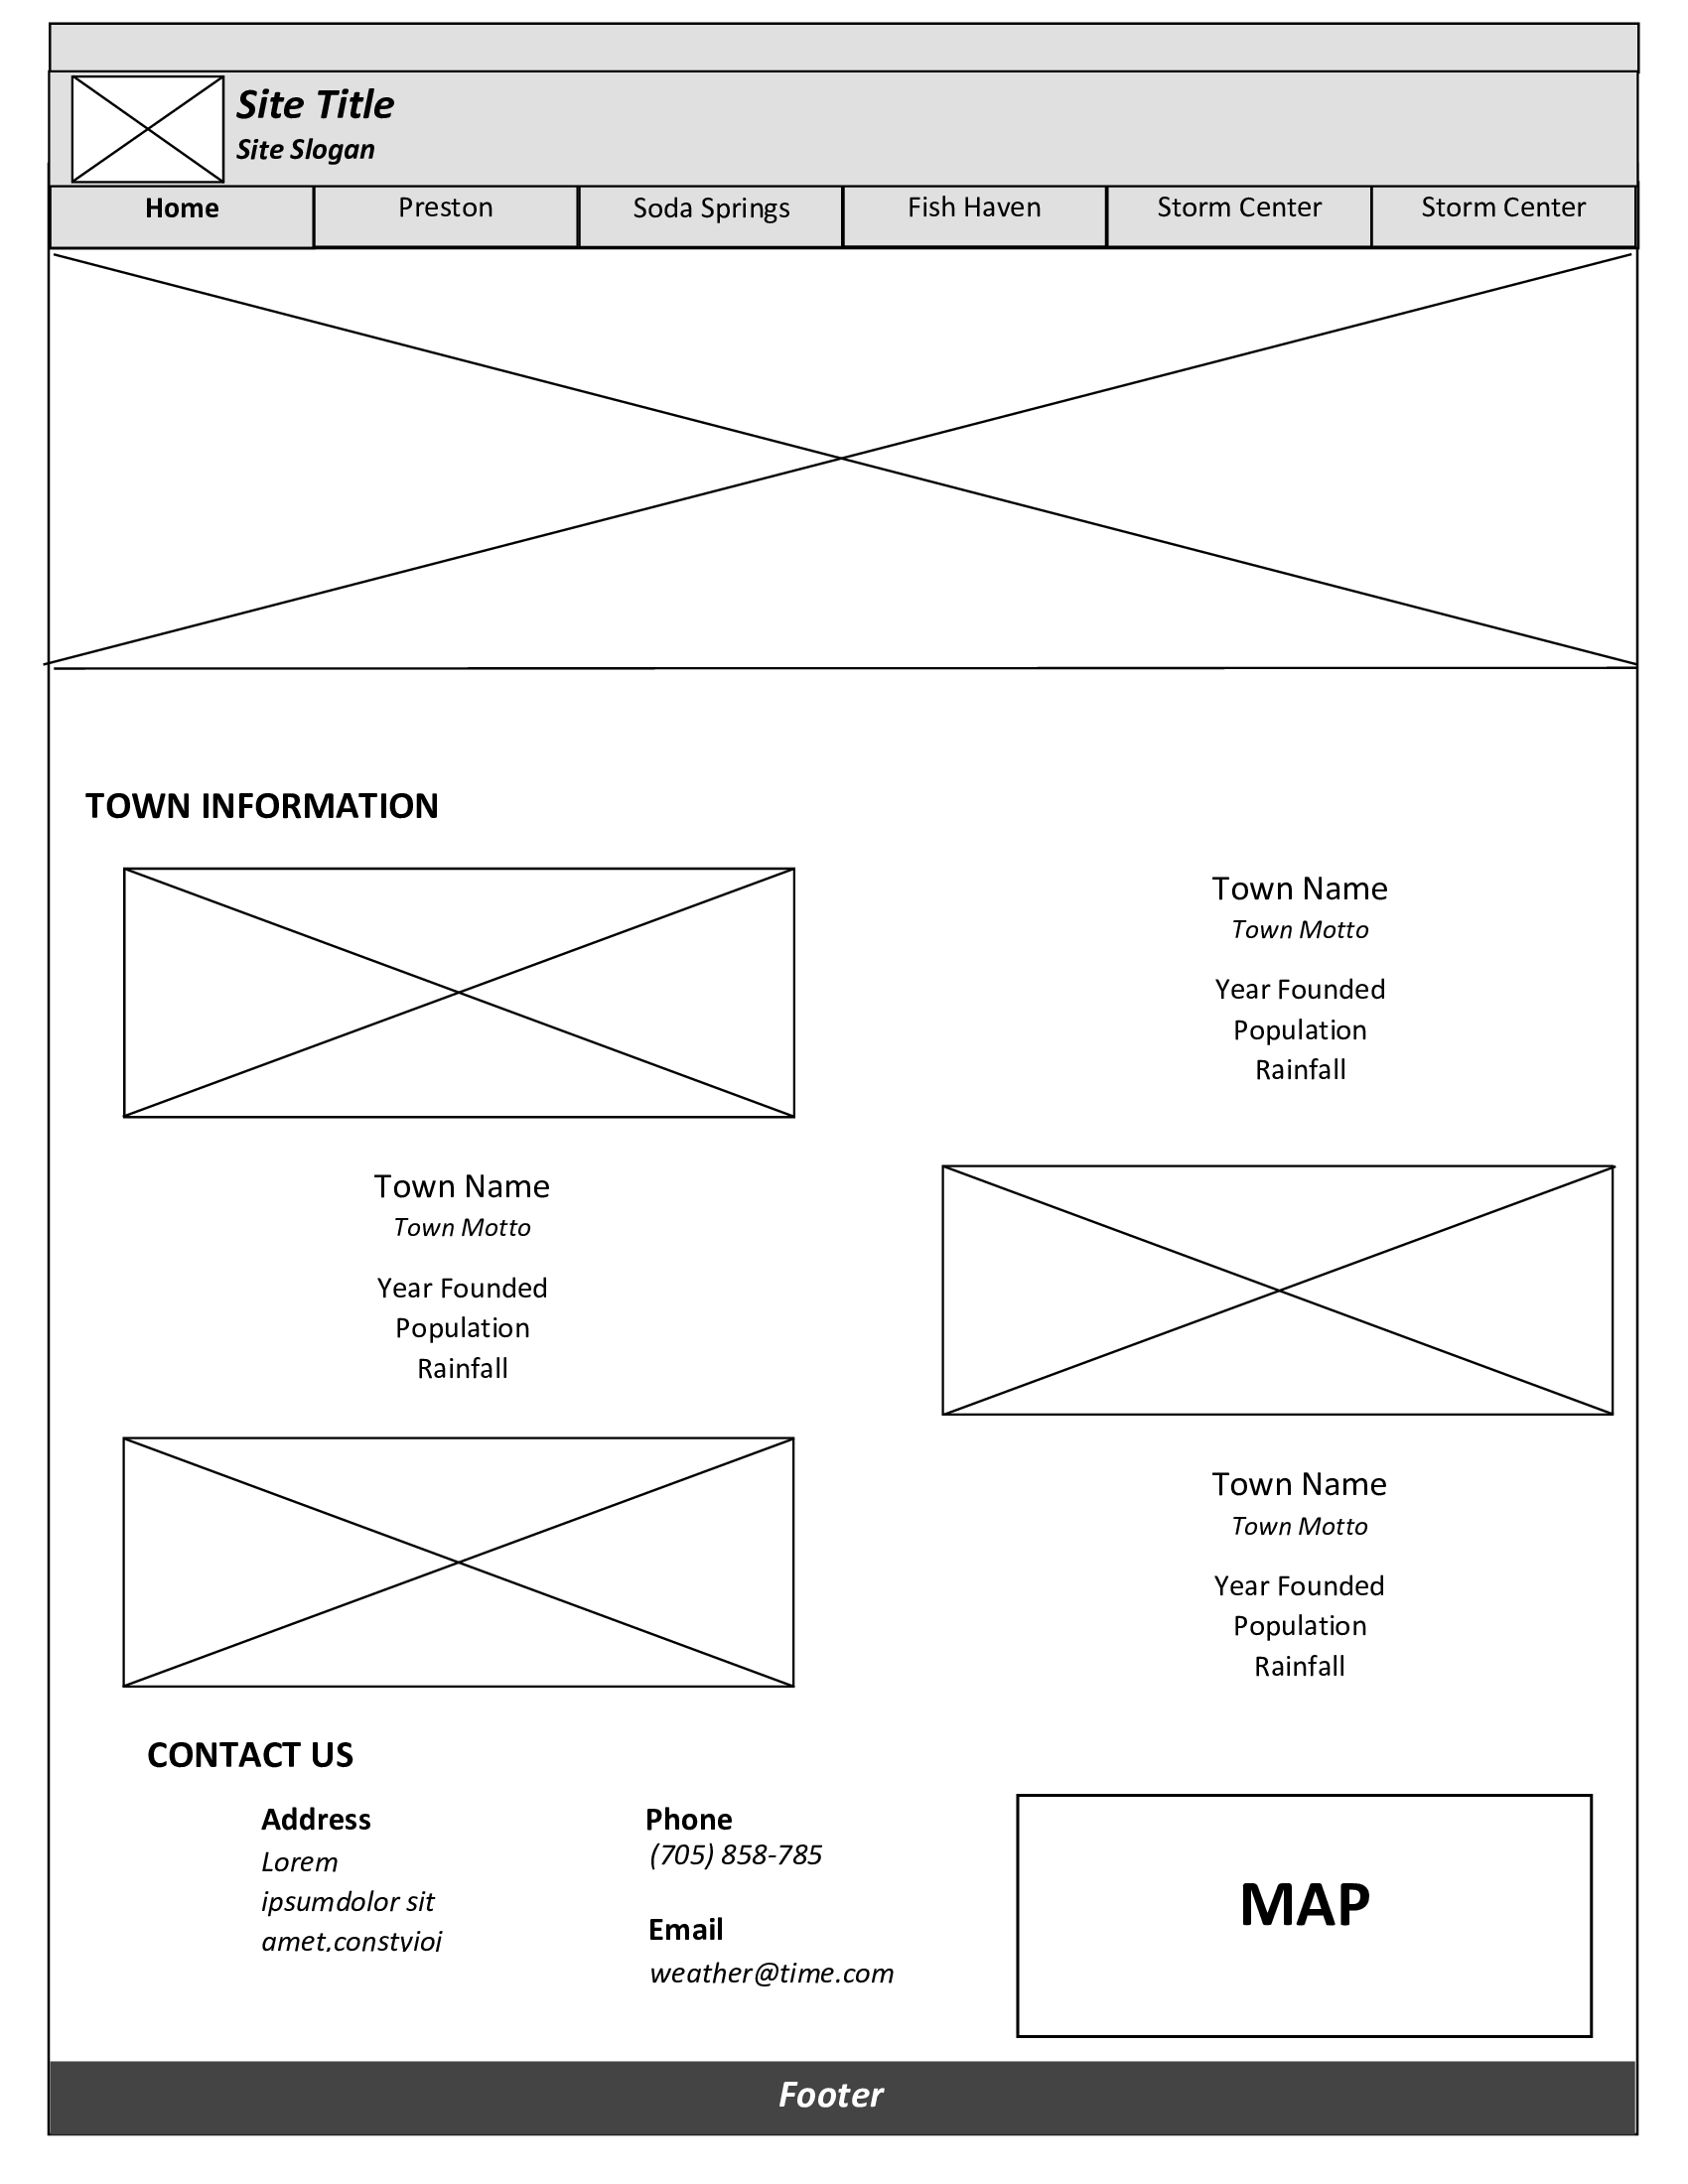 Site Title
Site Slogan
Home
Preston
Soda Springs
Fish Haven
Storm Center
Storm Center
TOWN INFORMATION
Town Name
Town Motto
Year Founded
Population
Rainfall
Town Name
Town Motto
Year Founded
Population
Rainfall
Town Name
Town Motto
Year Founded
Population
Rainfall
CONTACT US
Address
Lorem
ipsumdolor sit
amet,constvioi
Phone
(705) 858-785
Email
weather@time.com
MAP
Footer